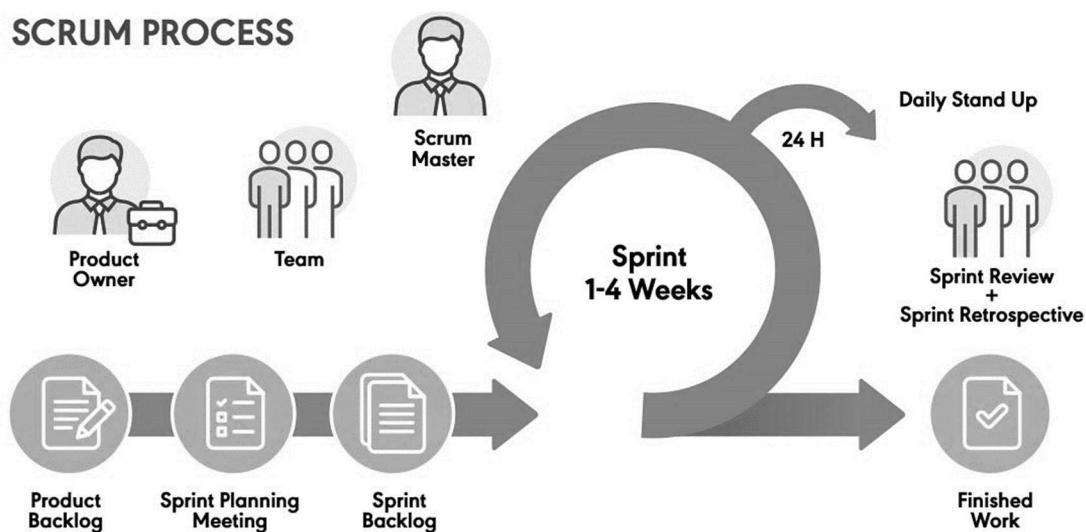 SCRUM PROCESS
Scrum
Master
Daily Stand Up
24 H
Product
Owner
Team
Sprint
1-4 Weeks
Sprint Review
+
Sprint Retrospective
Product
Backlog
Sprint Planning
Meeting
Sprint
Backlog
Finished
Work